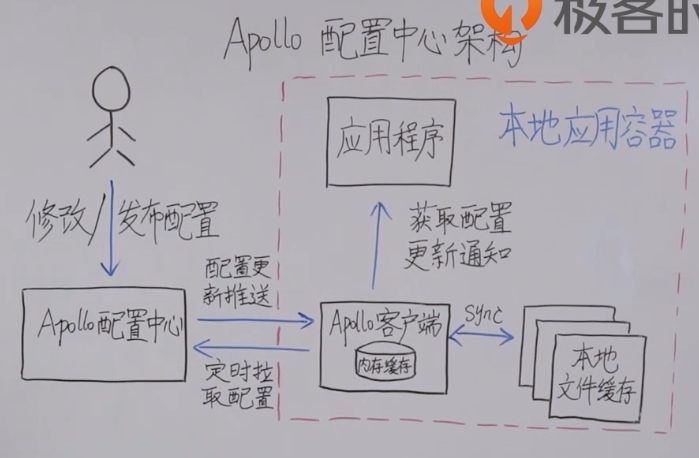 极客时
Apollo 配置中心架构
本地应用容器
应用程序
修改/发布配置
获取配置
更新通知
配置更
新推送
Apollo配置中心
Apollo客户端
内存缓存
sync
本地
文件缓存
定时拉
取配置